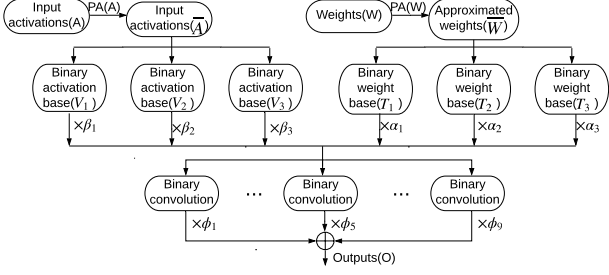 Input
activations(A)
PA(A)
Input
activations(A̅)
Weights(W)
PA(W)
Approximated
weights(W̅)
Binary
activation
base(V₁)
Binary
activation
base(V₂)
Binary
activation
base(V₃)
Binary
weight
base(T₁)
Binary
weight
base(T₂)
Binary
weight
base(T₃)
×β₁
×β₂
×β₃
×α₁
×α₂
×α₃
Binary
convolution
...
Binary
convolution
...
Binary
convolution
×ϕ₁
×ϕ₅
×ϕ₉
Outputs(O)